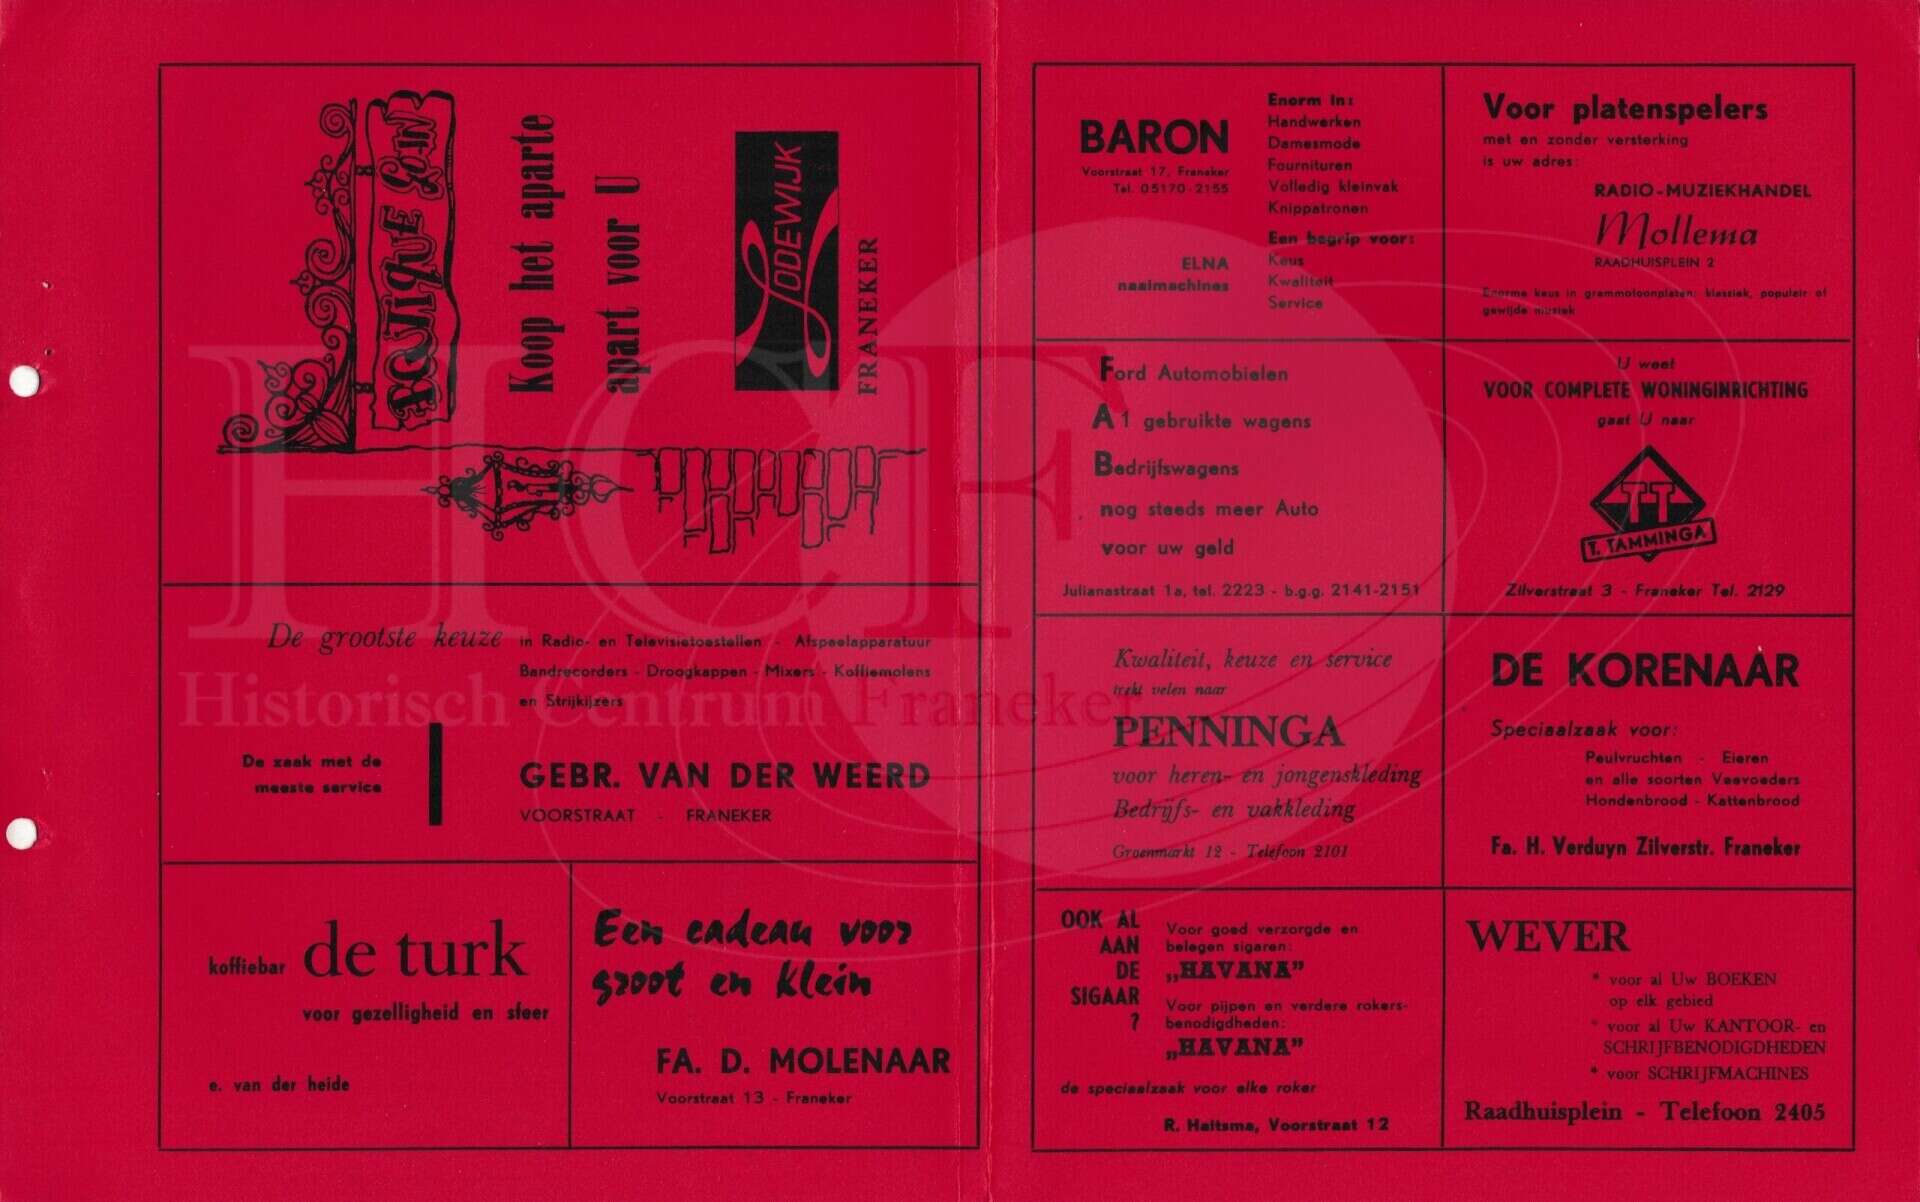 BOUTIQUE
Koop het aparte
apart voor U
LODEWIJK
FRANEKER
De grootste keuze in Radio- en Televisietoestellen - Afspeelapparatuur
Bandrecorders - Droogkappen - Mixers - Koffiemolens
en Strijkijzers
De zaak met de
meeste service
GEBR. VAN DER WEERD
VOORSTRAAT - FRANEKER
koffiebar de turk
voor gezelligheid en sfeer
e. van der heide
Een cadeau voor
groot en klein
FA. D. MOLENAAR
Voorstraat 13 - Franeker
BARON
Voorstraat 17, Franeker
Tel. 05170-2155
ELNA
naaimachines
Enorm in:
Handwerken
Damesmode
Fournituren
Volledig kleinvak
Knippatronen
Een begrip voor:
Keus
Kwaliteit
Service
Voor platenspelers
met en zonder versterking
is uw adres:
RADIO-MUZIEKHANDEL
Mollema
RAADHUISPLEIN 2
Enorme keus in grammofoonplaten: klassiek, populair of
gewijde muziek
Ford Automobielen
A 1 gebruikte wagens
Bedrijfswagens
nog steeds meer Auto
voor uw geld
Julianastraat 1a, tel. 2223 - b.g.g. 2141-2151
U weet
VOOR COMPLETE WONINGINRICHTING
gaat U naar
TT
T. TAMMINGA
Zilverstraat 3 - Franeker Tel. 2129
Kwaliteit, keuze en service
trekt velen naar
PENNINGA
voor heren- en jongenskleding
Bedrijfs- en vakkleding
Groenmarkt 12 - Telefoon 2101
DE KORENAAR
Speciaalzaak voor:
Peulvruchten - Eieren
en alle soorten Veevoeders
Hondenbrood - Kattenbrood
Fa. H. Verduyn Zilverstr. Franeker
OOK AL
AAN
DE
SIGAAR
?
Voor goed verzorgde en
belegen sigaren:
„HAVANA”
Voor pijpen en verdere rokers-
benodigdheden:
„HAVANA”
de speciaalzaak voor elke roker
R. Haitsma, Voorstraat 12
WEVER
* voor al Uw BOEKEN
op elk gebied
* voor al Uw KANTOOR- en
SCHRIJFBENODIGDHEDEN
* voor SCHRIJFMACHINES
Raadhuisplein - Telefoon 2405
HCF
Historisch Centrum Franeker